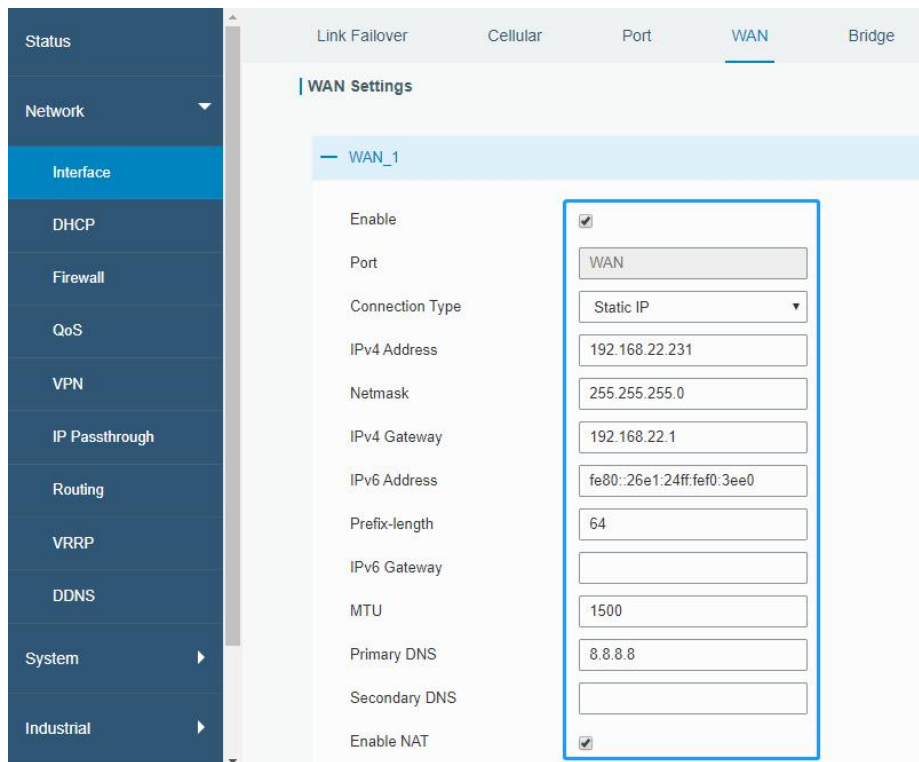 Status
Network
Interface
DHCP
Firewall
QoS
VPN
IP Passthrough
Routing
VRRP
DDNS
System
Industrial
Link Failover Cellular Port WAN Bridge
WAN Settings
WAN_1
Enable
Port WAN
Connection Type Static IP
IPv4 Address 192.168.22.231
Netmask 255.255.255.0
IPv4 Gateway 192.168.22.1
IPv6 Address fe80::26e1:24ff:fef0:3ee0
Prefix-length 64
IPv6 Gateway
MTU 1500
Primary DNS 8.8.8.8
Secondary DNS
Enable NAT